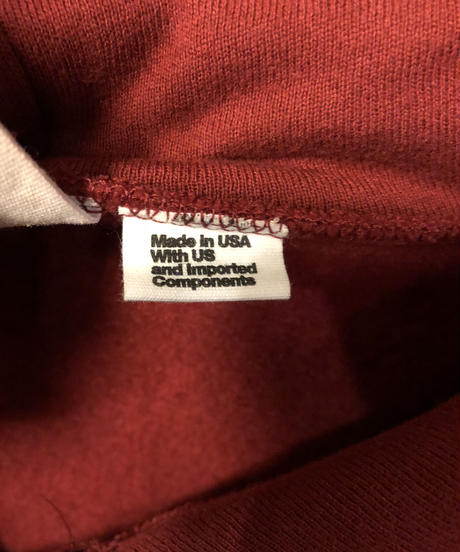 Made in USA
With US
and Imported
Components